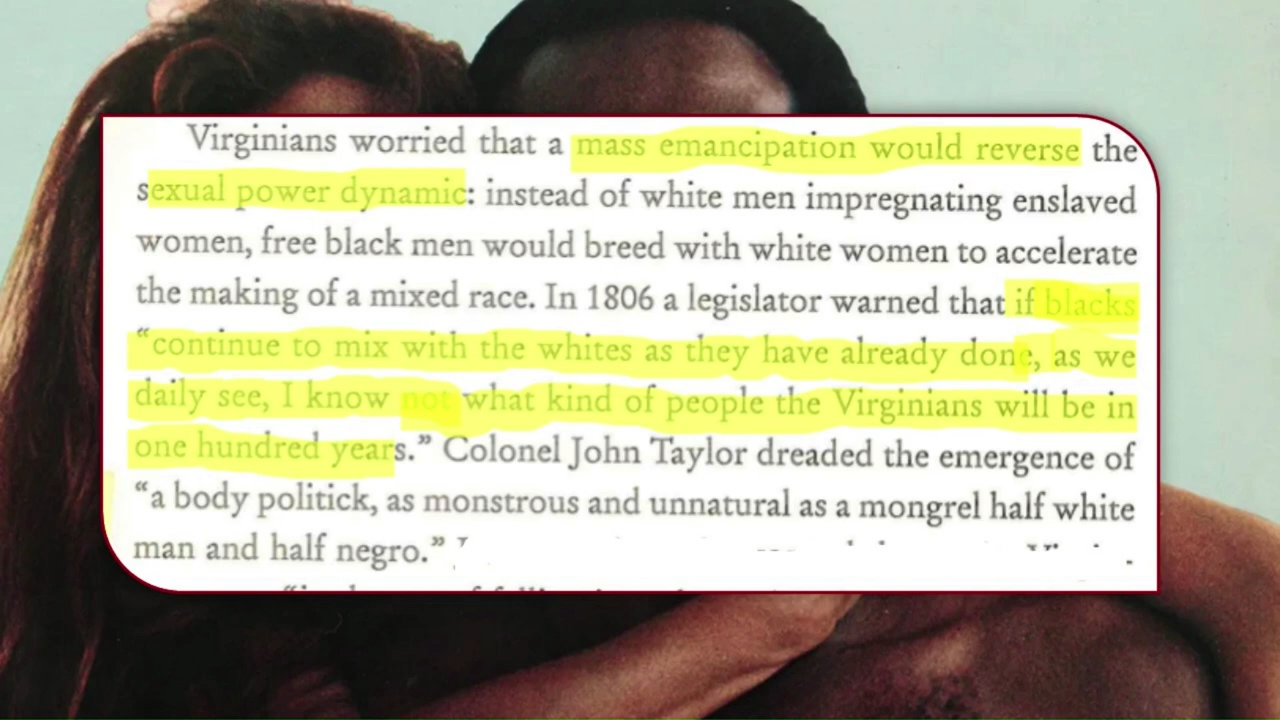 Virginians worried that a mass emancipation would reverse the
sexual power dynamic: instead of white men impregnating enslaved
women, free black men would breed with white women to accelerate
the making of a mixed race. In 1806 a legislator warned that if blacks
“continue to mix with the whites as they have already done, as we
daily see, I know not what kind of people the Virginians will be in
one hundred years.” Colonel John Taylor dreaded the emergence of
“a body politick, as monstrous and unnatural as a mongrel half white
man and half negro.”